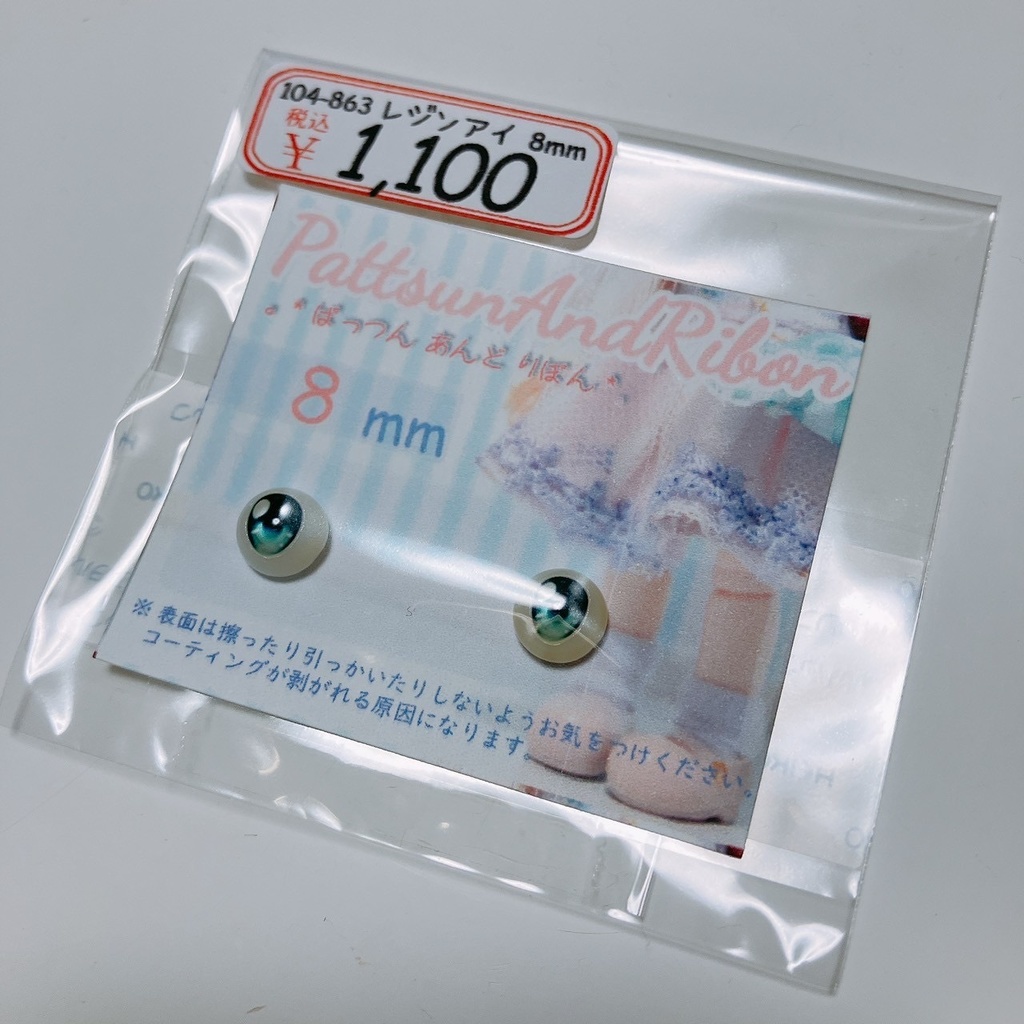 104-863 レジンアイ 8mm
税込
¥1,100
PattsunAndRibon
ぱっつん あんど りぼん
8 mm
※ 表面は擦ったり引っかいたりしないようお気をつけください。
コーティングが剥がれる原因になります。